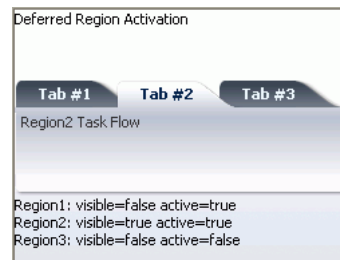 Deferred Region Activation
Tab #1 Tab #2 Tab #3
Region2 Task Flow
Region1: visible=false active=true
Region2: visible=true active=true
Region3: visible=false active=false